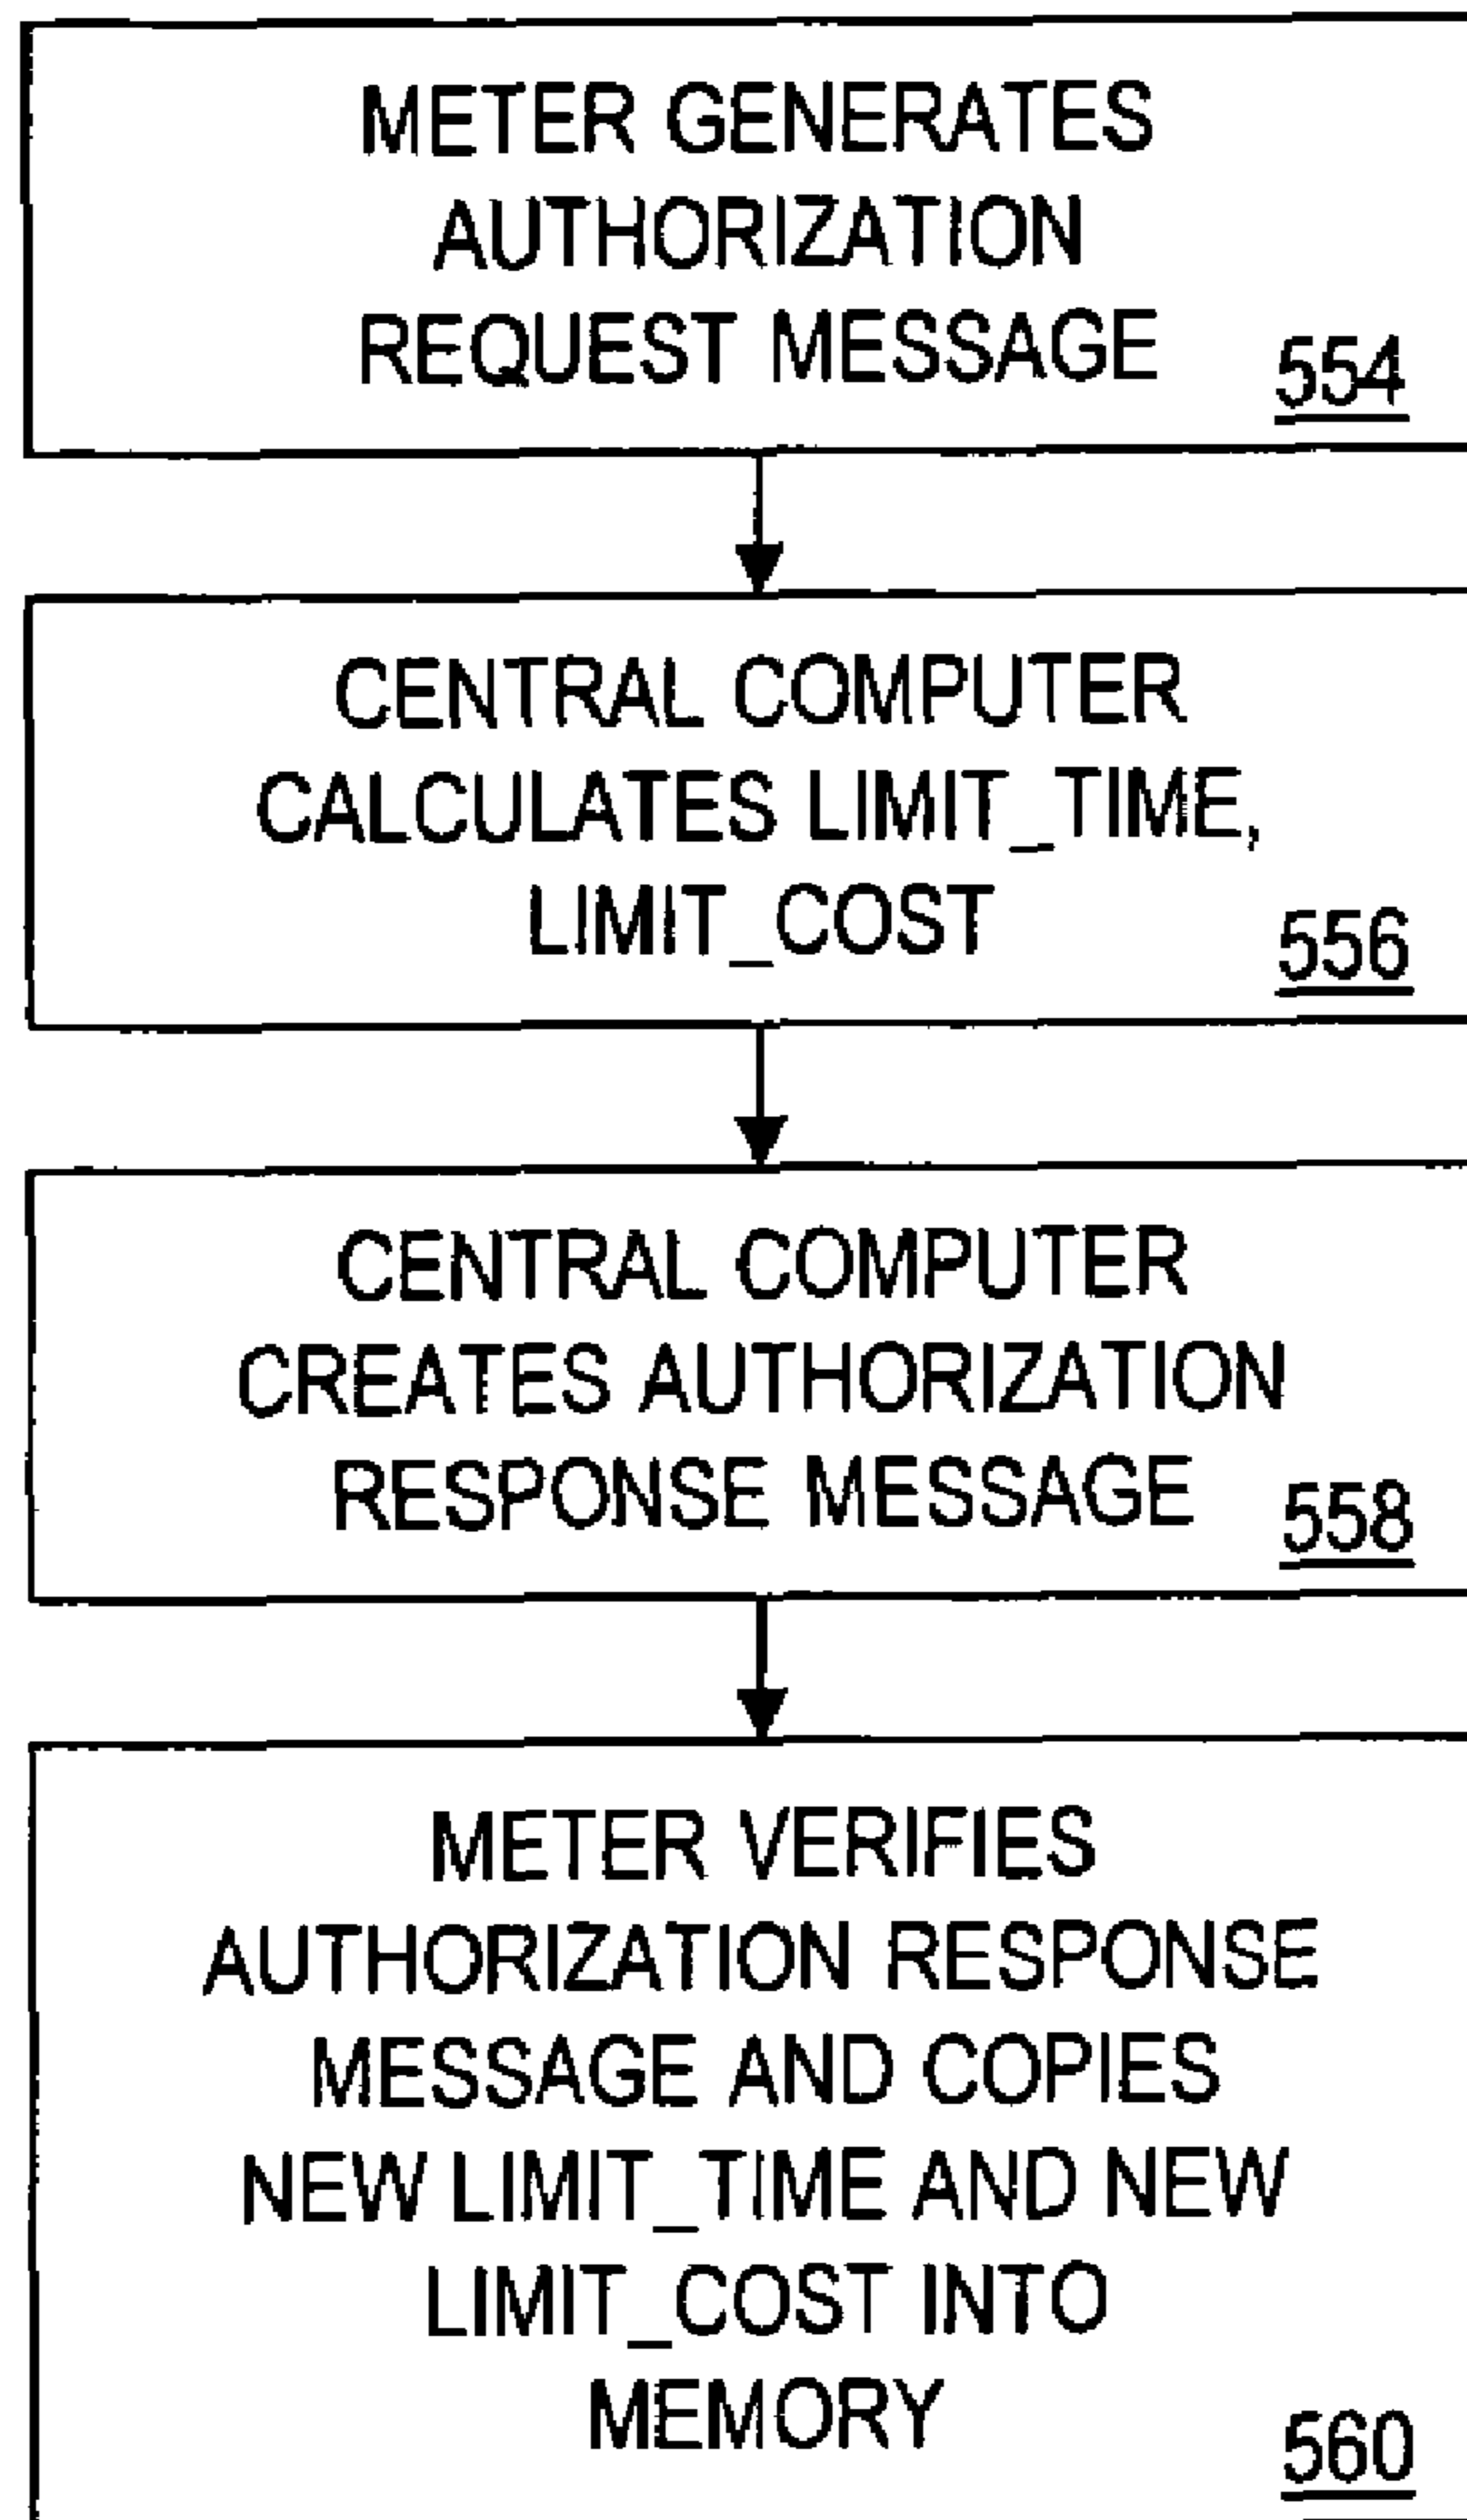 METER GENERATES
AUTHORIZATION
REQUEST MESSAGE
554
CENTRAL COMPUTER
CALCULATES LIMIT_TIME,
LIMIT_COST
556
CENTRAL COMPUTER
CREATES AUTHORIZATION
RESPONSE MESSAGE
558
METER VERIFIES
AUTHORIZATION RESPONSE
MESSAGE AND COPIES
NEW LIMIT_TIME AND NEW
LIMIT_COST INTO
MEMORY
560